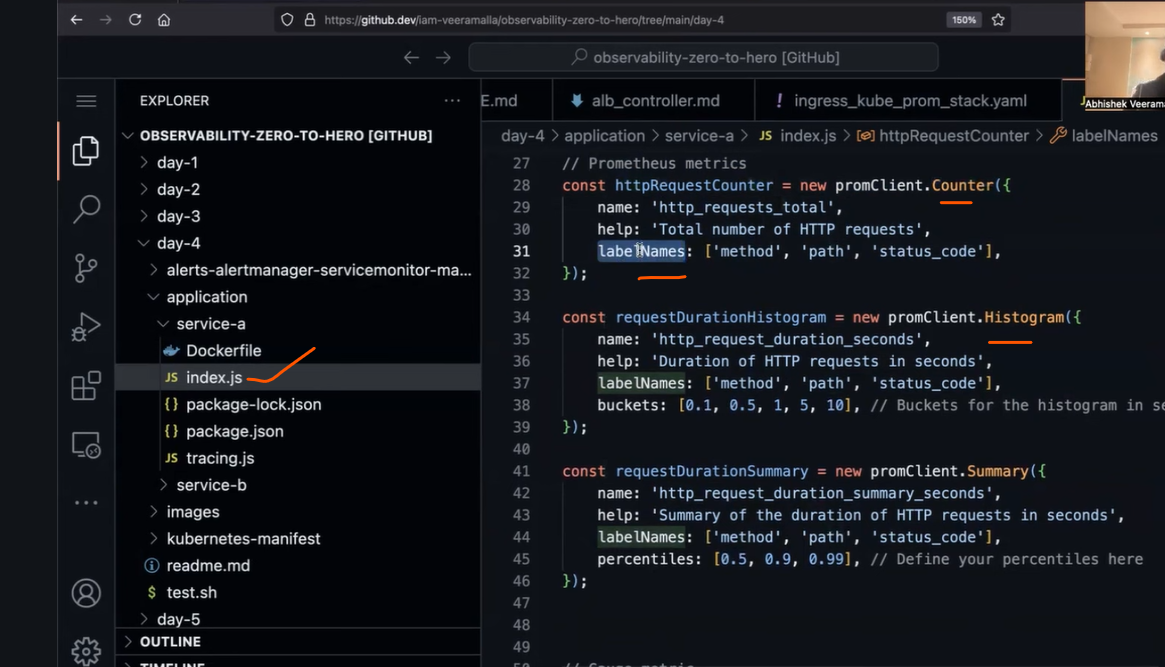 https://github.dev/iam-veeramalla/observability-zero-to-hero/tree/main/day-4
150%
observability-zero-to-hero [GitHub]
Abhishek Veerama
EXPLORER
E.md
alb_controller.md
! ingress_kube_prom_stack.yaml
OBSERVABILITY-ZERO-TO-HERO [GITHUB]
day-4 > application > service-a > JS index.js > httpRequestCounter > labelNames
day-1
day-2
day-3
day-4
alerts-alertmanager-servicemonitor-ma...
application
service-a
Dockerfile
JS index.js
{} package-lock.json
{} package.json
JS tracing.js
service-b
images
kubernetes-manifest
readme.md
$ test.sh
day-5
OUTLINE
TIMELINE
27 // Prometheus metrics
28 const httpRequestCounter = new promClient.Counter({
29 name: 'http_requests_total',
30 help: 'Total number of HTTP requests',
31 labelNames: ['method', 'path', 'status_code'],
32 });
33
34 const requestDurationHistogram = new promClient.Histogram({
35 name: 'http_request_duration_seconds',
36 help: 'Duration of HTTP requests in seconds',
37 labelNames: ['method', 'path', 'status_code'],
38 buckets: [0.1, 0.5, 1, 5, 10], // Buckets for the histogram in se
39 });
40
41 const requestDurationSummary = new promClient.Summary({
42 name: 'http_request_duration_summary_seconds',
43 help: 'Summary of the duration of HTTP requests in seconds',
44 labelNames: ['method', 'path', 'status_code'],
45 percentiles: [0.5, 0.9, 0.99], // Define your percentiles here
46 });
47
48
49
50 // Gauge metric